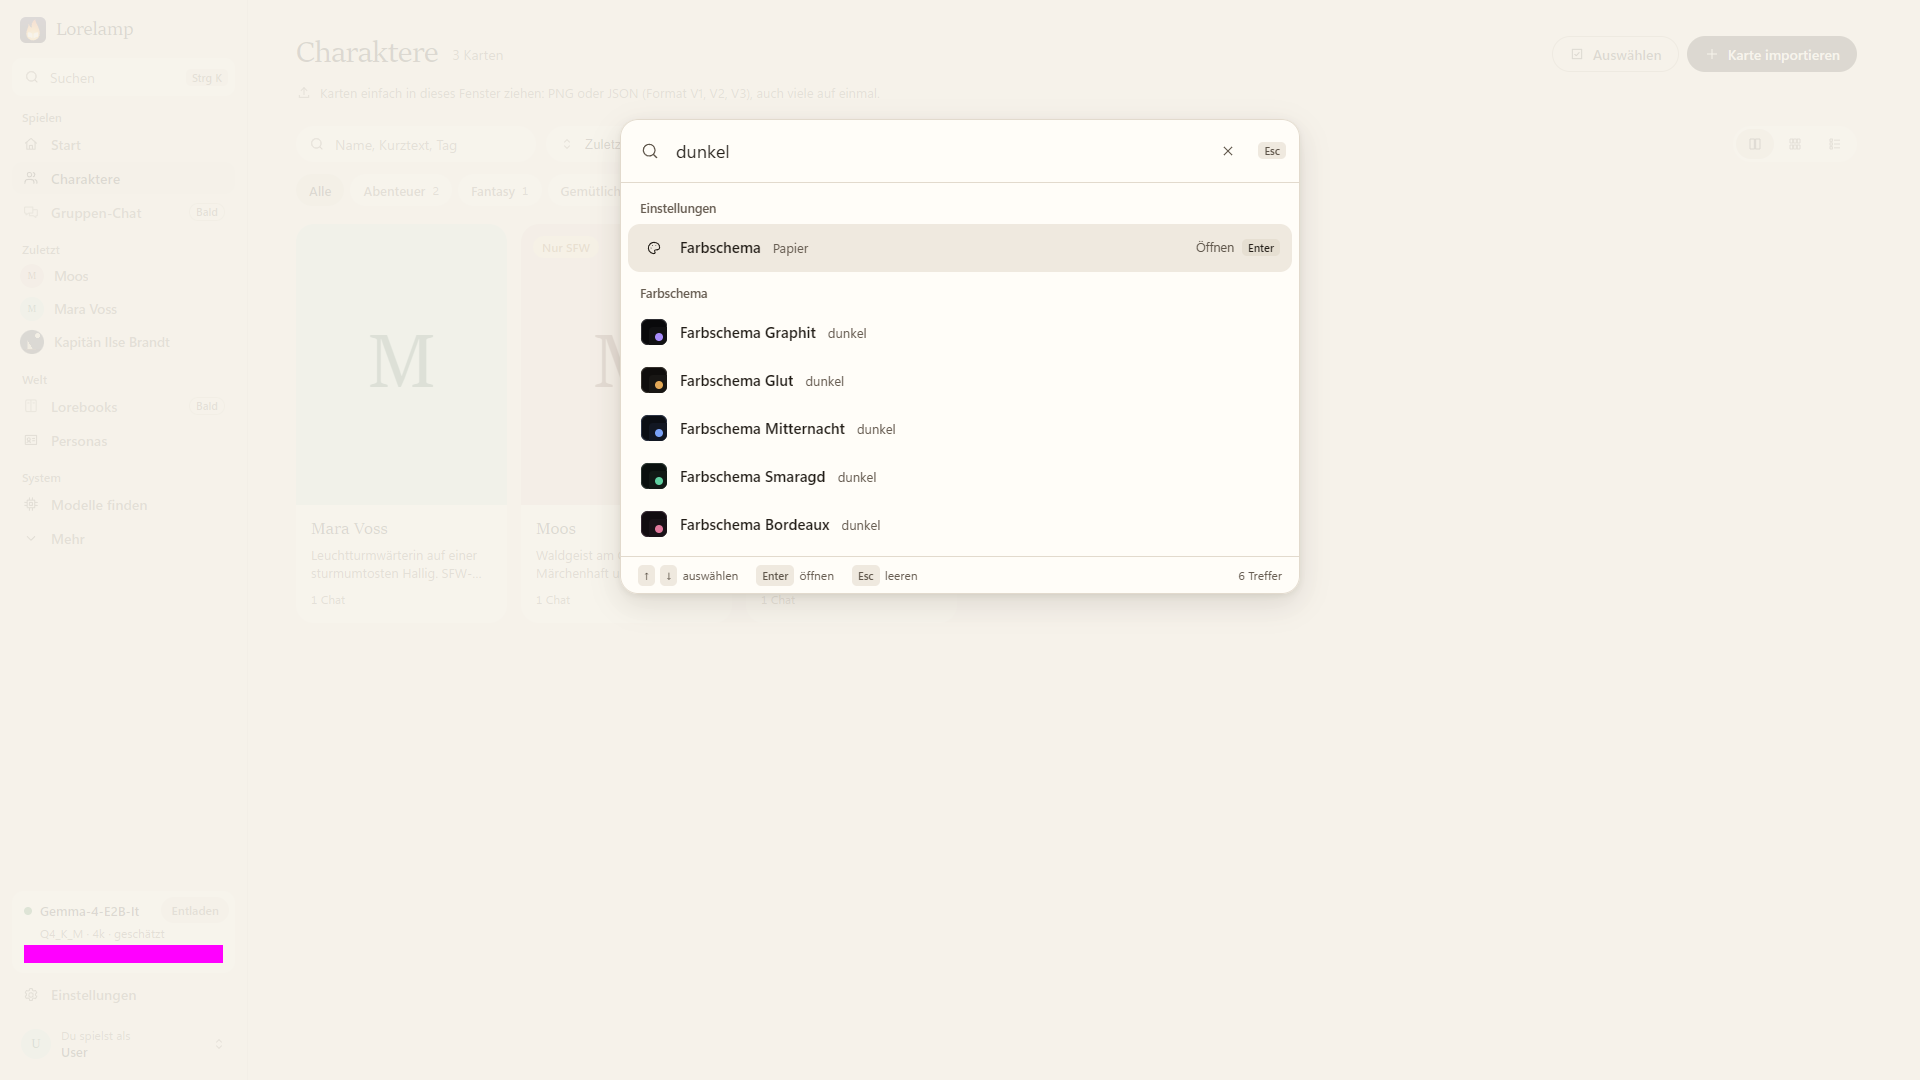 Lorelamp
Suchen
Strg K
Spielen
Start
Charaktere
Gruppen-Chat
Bald
Zuletzt
M
Moos
M
Mara Voss
Kapitän Ilse Brandt
Welt
Lorebooks
Bald
Personas
System
Modelle finden
Mehr
Gemma-4-E2B-It
Entladen
Q4_K_M · 4k · geschätzt
Einstellungen
U
Du spielst als
User
Charaktere
3 Karten
Auswählen
Karte importieren
Karten einfach in dieses Fenster ziehen: PNG oder JSON (Format V1, V2, V3), auch viele auf einmal
Name, Kurztext, Tag
Alle
Abenteuer 2
Fantasy 1
M
Mara Voss
Leuchtturmwärterin auf einer
sturmumtosten Hallig. SFW-...
1 Chat
Nur SFW
Moos
Waldgeist am
Märchenhaft
1 Chat
1 Chat
dunkel
Esc
Einstellungen
Farbschema Papier
Öffnen Enter
Farbschema
Farbschema Graphit dunkel
Farbschema Glut dunkel
Farbschema Mitternacht dunkel
Farbschema Smaragd dunkel
Farbschema Bordeaux dunkel
↑ ↓ auswählen Enter öffnen Esc leeren
6 Treffer